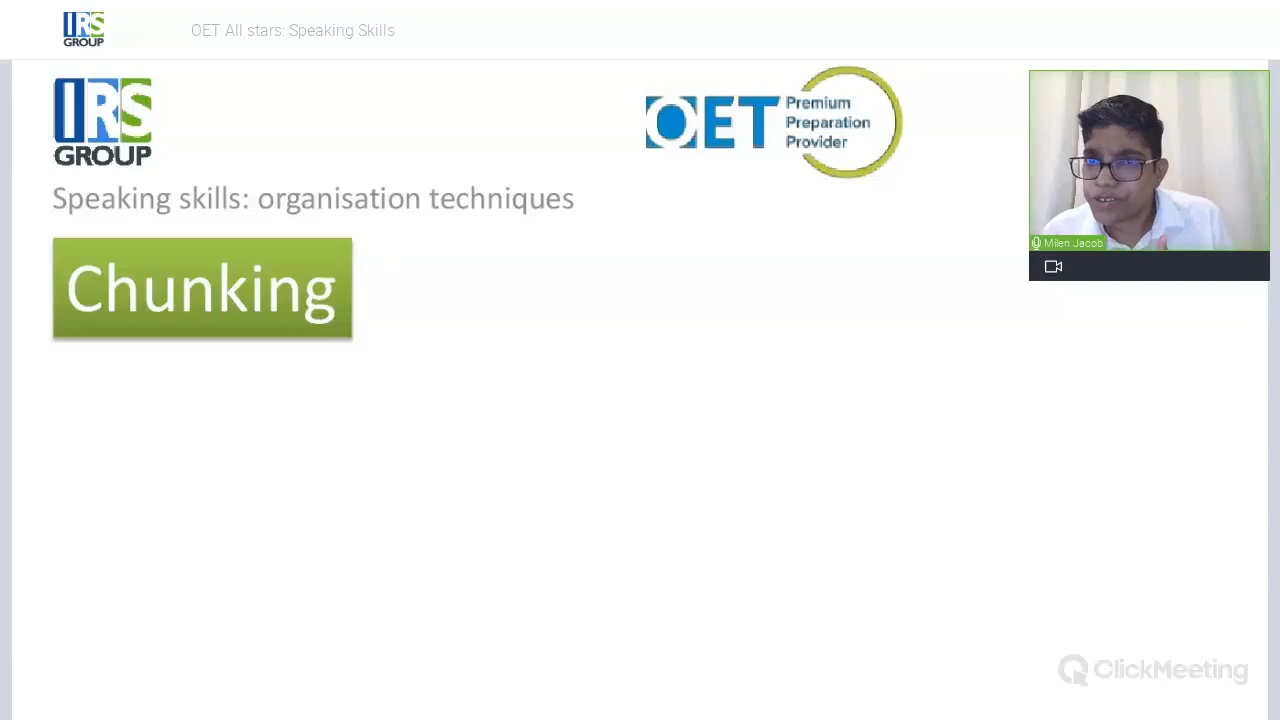 IRS
GROUP
OET All stars: Speaking Skills
IRS
GROUP
OET
Premium
Preparation
Provider
Speaking skills: organisation techniques
Chunking
Milen Jacob
ClickMeeting